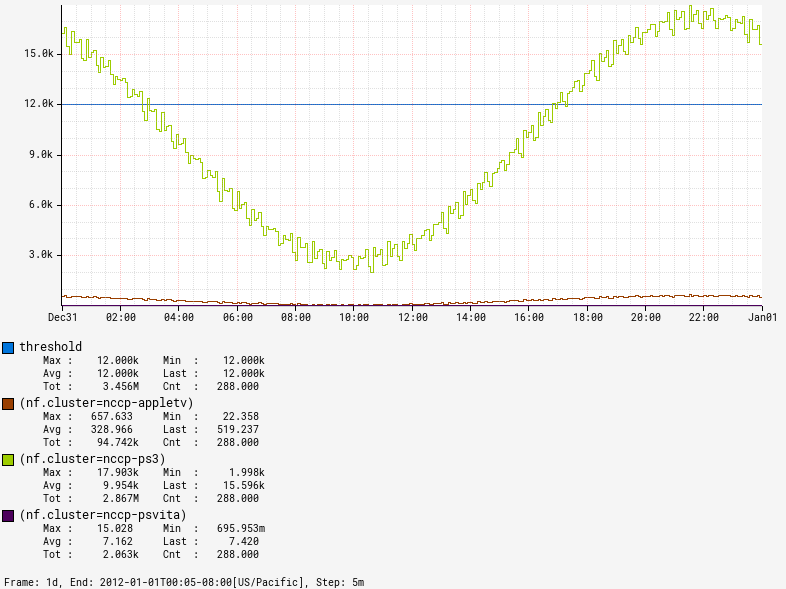 15.0k
12.0k
9.0k
6.0k
3.0k
Dec31 02:00 04:00 06:00 08:00 10:00 12:00 14:00 16:00 18:00 20:00 22:00 Jan01
threshold
Max : 12.000k Min : 12.000k
Avg : 12.000k Last : 12.000k
Tot : 3.456M Cnt : 288.000
(nf.cluster=nccp-appletv)
Max : 657.633 Min : 22.358
Avg : 328.966 Last : 519.237
Tot : 94.742k Cnt : 288.000
(nf.cluster=nccp-ps3)
Max : 17.903k Min : 1.998k
Avg : 9.954k Last : 15.596k
Tot : 2.867M Cnt : 288.000
(nf.cluster=nccp-psvita)
Max : 15.028 Min : 695.953m
Avg : 7.162 Last : 7.420
Tot : 2.063k Cnt : 288.000
Frame: 1d, End: 2012-01-01T00:05-08:00[US/Pacific], Step: 5m